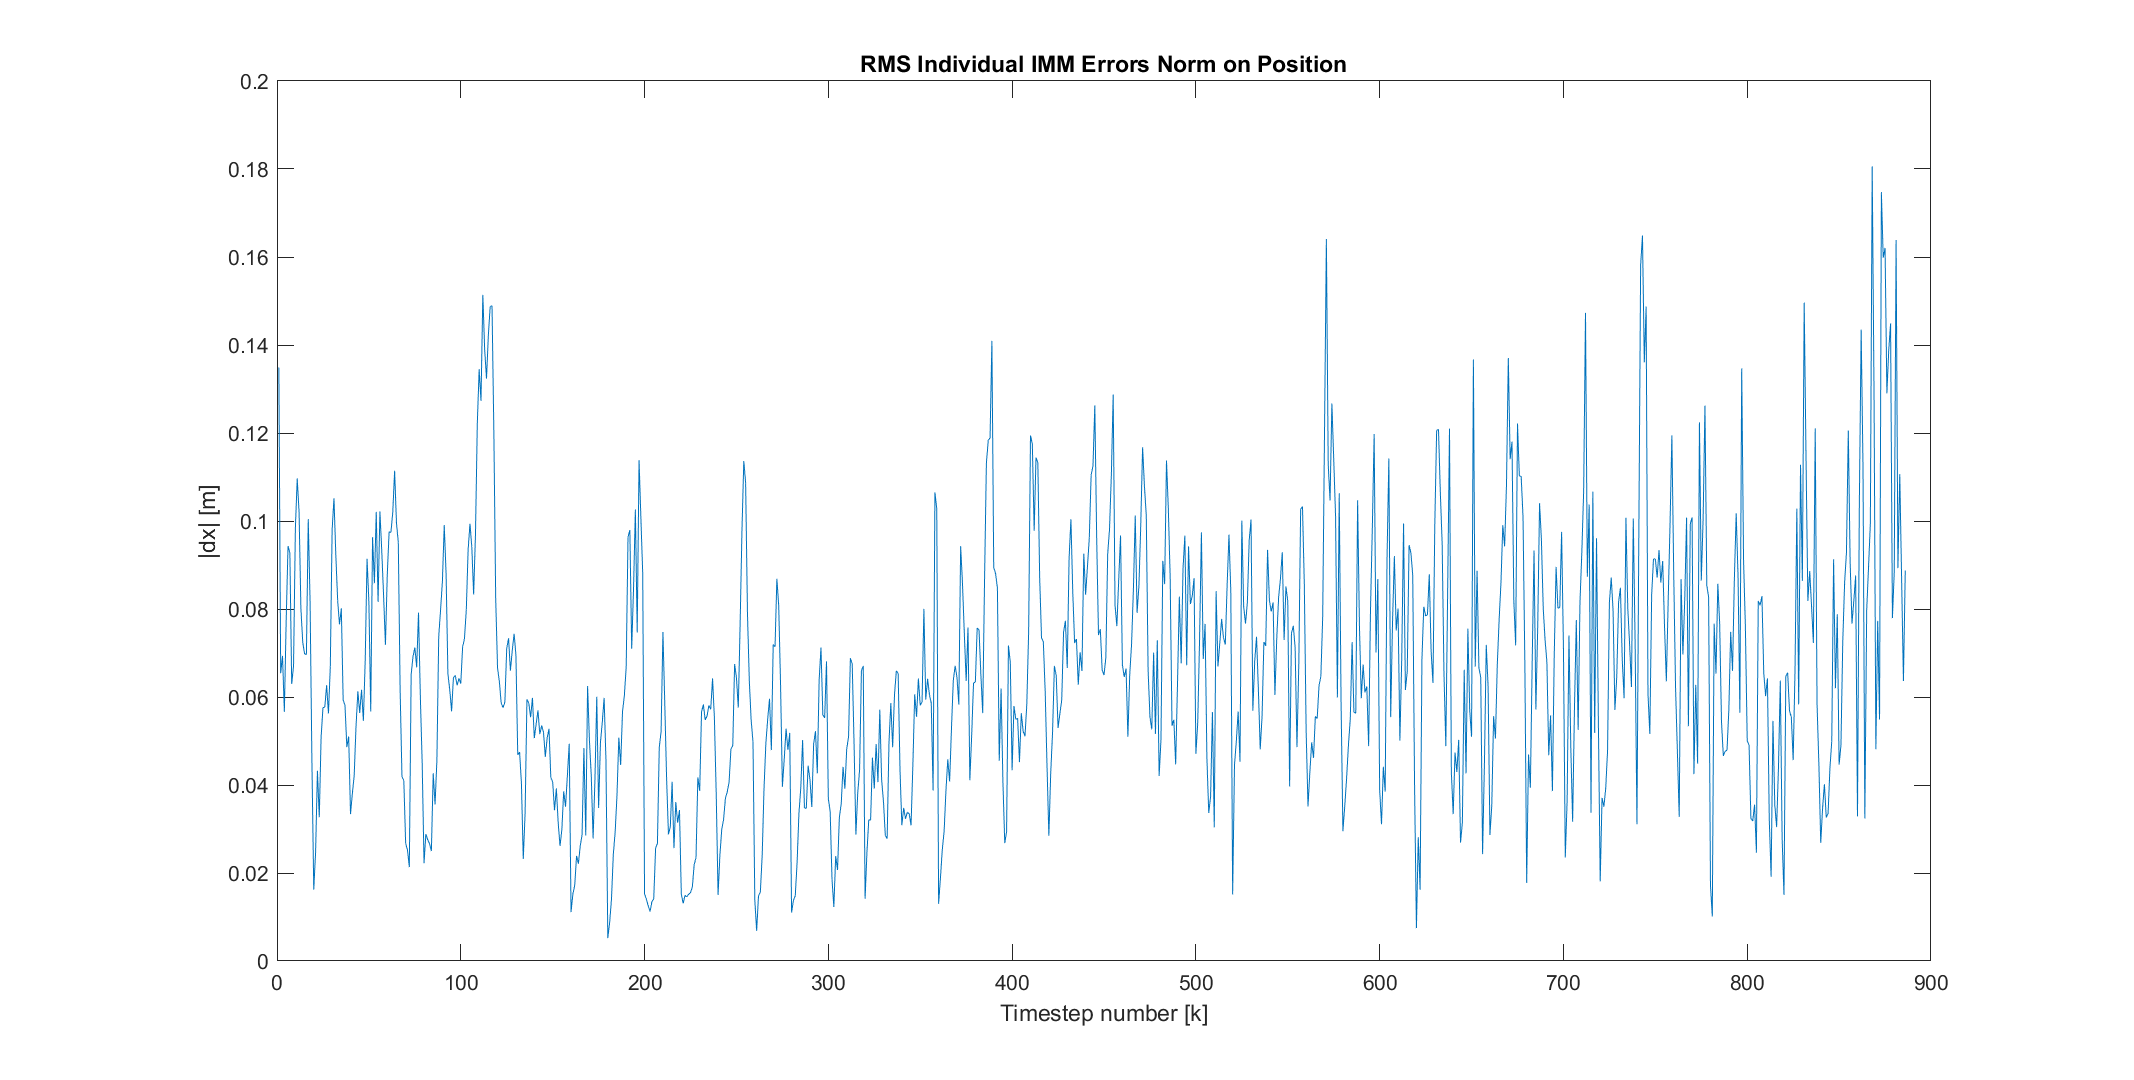 RMS Individual IMM Errors Norm on Position
0.2
0.18
0.16
0.14
0.12
0.1
0.08
0.06
0.04
0.02
0
|dx| [m]
0 100 200 300 400 500 600 700 800 900
Timestep number [k]